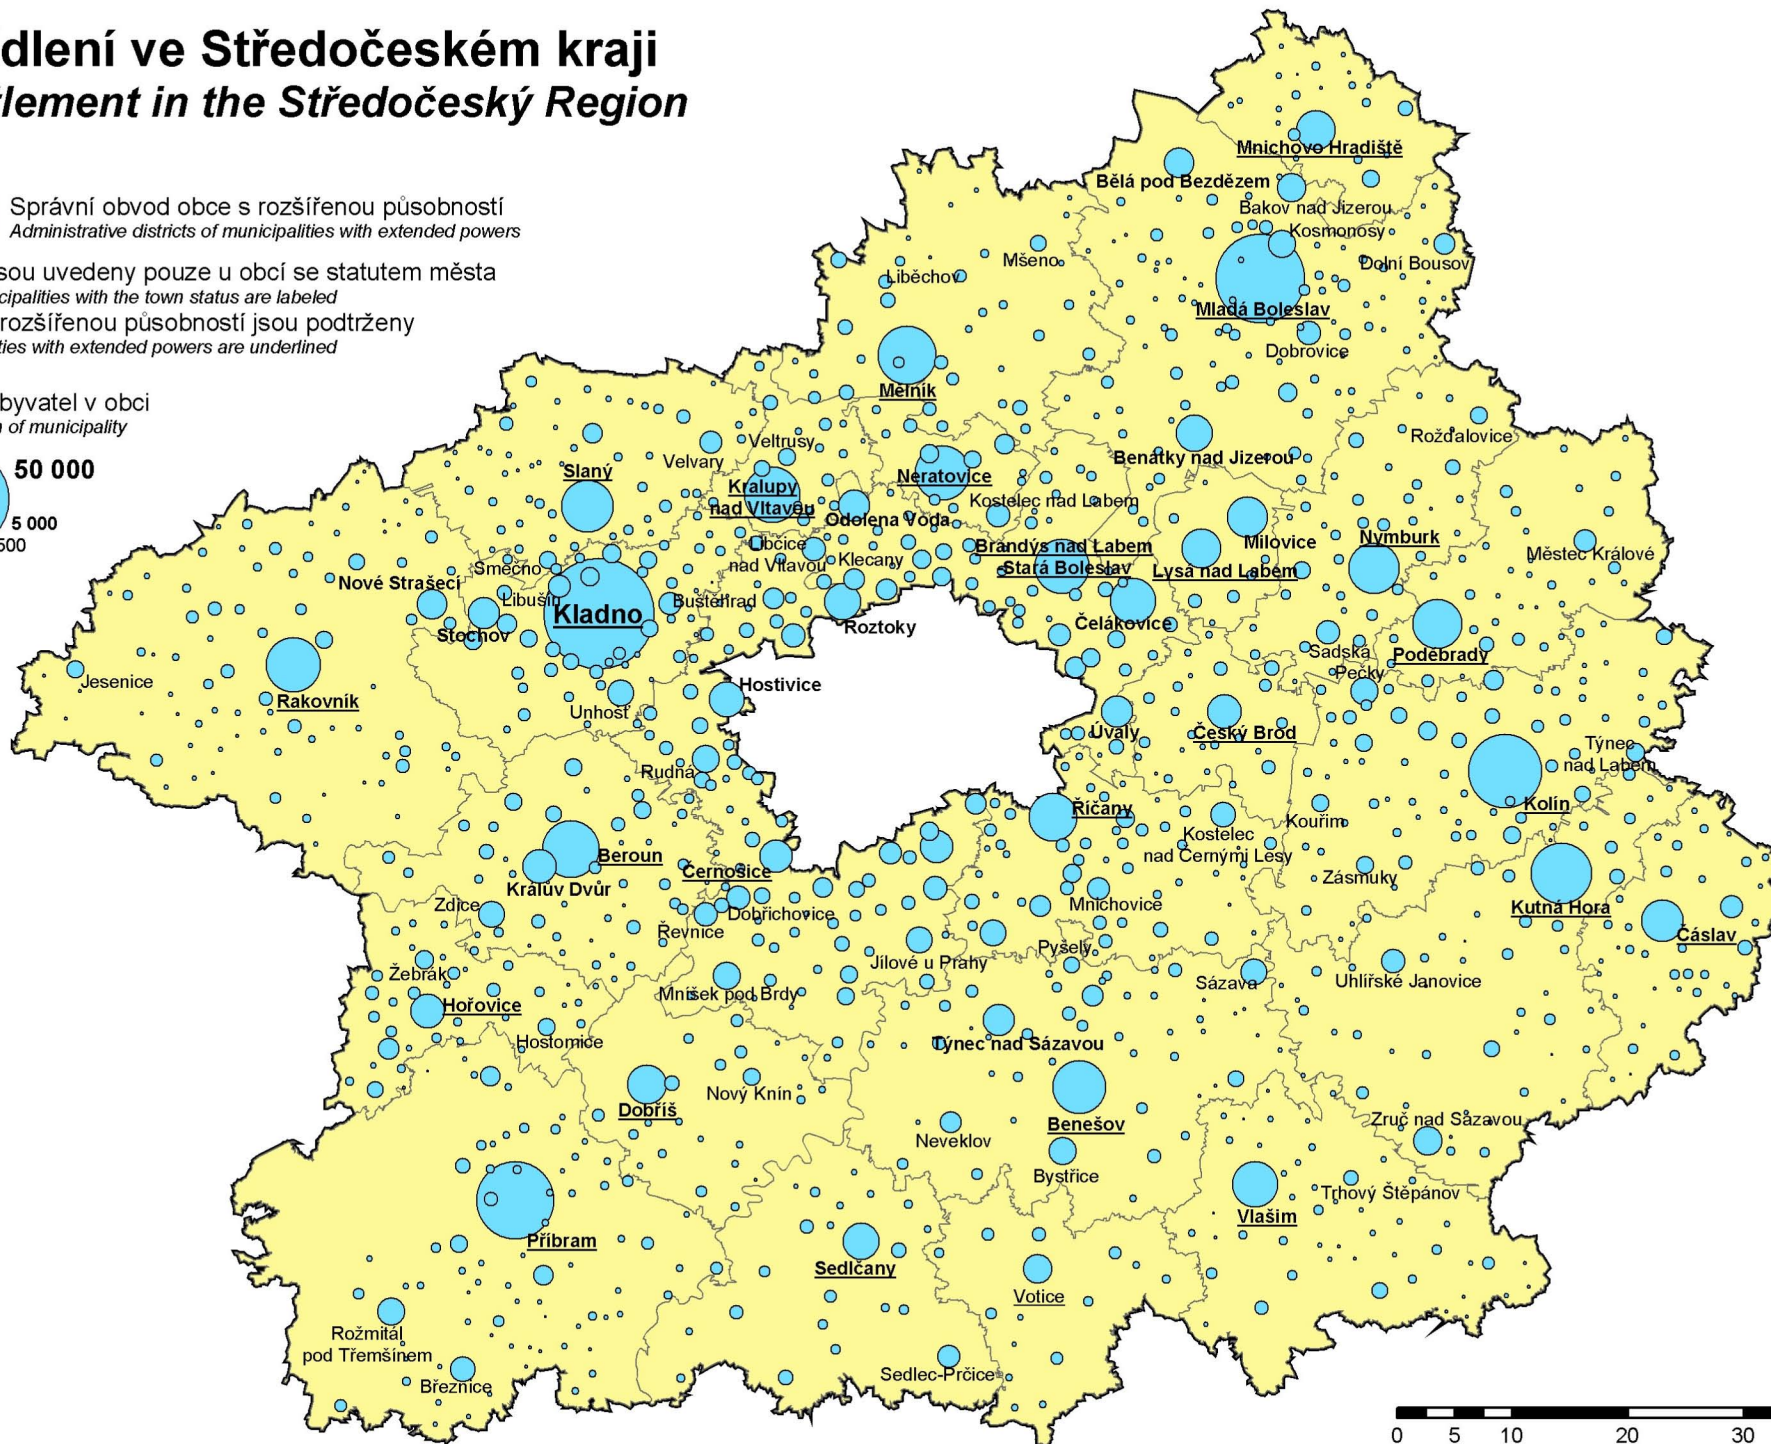 dlení ve Středočeském kraji
lement in the Středočeský Region
Správní obvod obce s rozšířenou působností
Administrative districts of municipalities with extended powers
sou uvedeny pouze u obcí se statutem města
cipalities with the town status are labeled
rozšířenou působností jsou podtrženy
ties with extended powers are underlined
byvatel v obci
of municipality
50 000
5 000
500
Mnichovo Hradiště
Bělá pod Bezdězem
Bakov nad Jizerou
Kosmonosy
Dolní Bousov
Mšeno
Liběchov
Mladá Boleslav
Dobrovice
Mělník
Rožďalovice
Veltrusy
Velvary
Benátky nad Jizerou
Slaný
Neratovice
Kralupy
nad Vltavou
Kostelec nad Labem
Odolena Voda
Milovice
Nymburk
Městec Králové
Libčice
nad Vltavou
Klecany
Brandýs nad Labem
Stará Boleslav
Lysá nad Labem
Smečno
Nové Strašecí
Libušín
Buštěhrad
Kladno
Stochov
Roztoky
Čelákovice
Sadská
Poděbrady
Pečky
Jesenice
Rakovník
Hostivice
Unhošť
Úvaly
Český Brod
Týnec
nad Labem
Rudná
Kolín
Říčany
Kouřim
Kostelec
nad Černými Lesy
Beroun
Černošice
Zásmuky
Králův Dvůr
Zdice
Dobřichovice
Mnichovice
Kutná Hora
Řevnice
Čáslav
Pyšely
Jílové u Prahy
Žebrák
Sázava
Uhlířské Janovice
Mníšek pod Brdy
Hořovice
Hostomice
Týnec nad Sázavou
Nový Knín
Dobříš
Benešov
Zruč nad Sázavou
Neveklov
Bystřice
Trhový Štěpánov
Vlašim
Příbram
Sedlčany
Votice
Rožmitál
pod Třemšínem
Sedlec-Prčice
Březnice
0 5 10 20 30